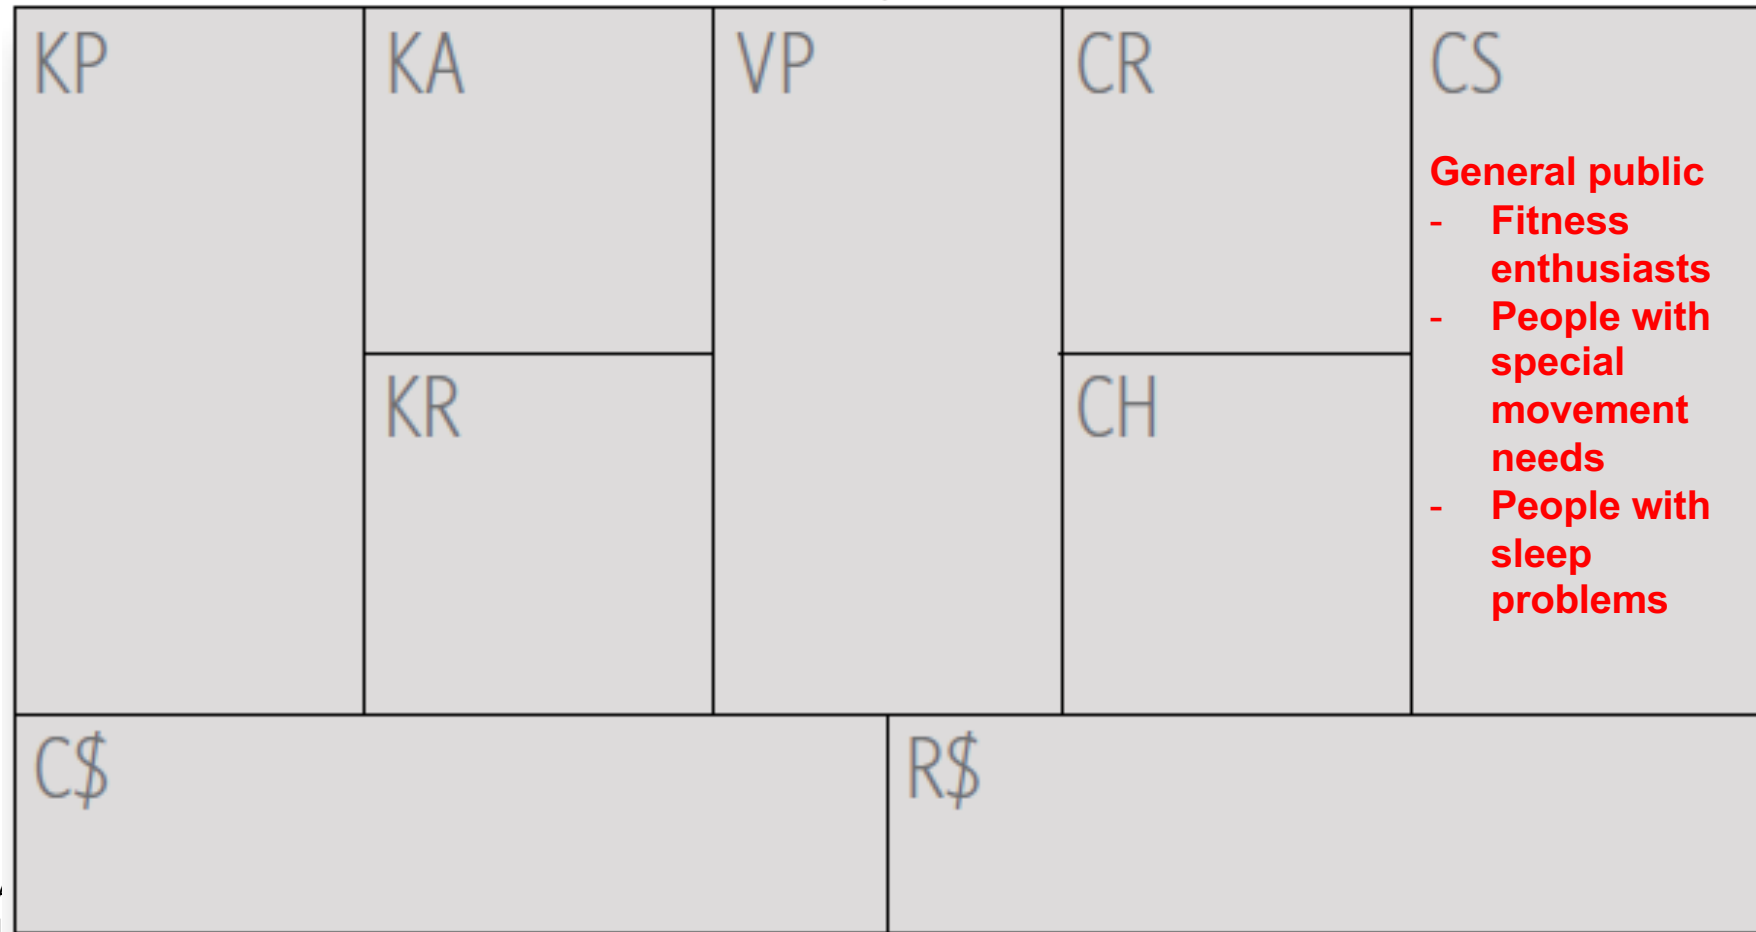 KP
KA
VP
CR
CS
General public
- Fitness
enthusiasts
- People with
special
movement
needs
- People with
sleep
problems
KR
CH
C$
R$